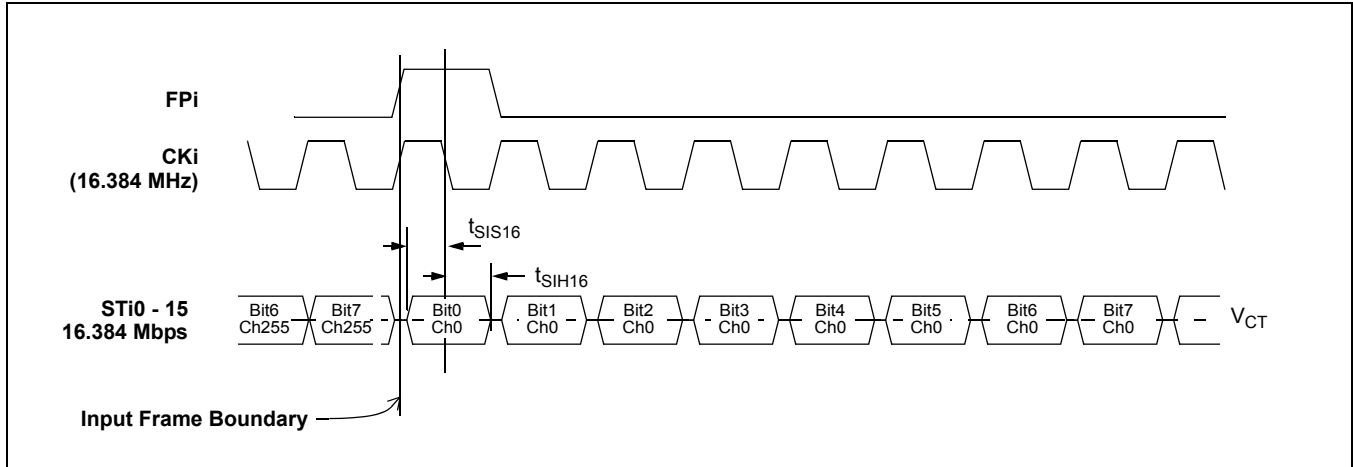 FPi
CKi
(16.384 MHz)
tSIS16
tSIH16
STi0 - 15
16.384 Mbps
Bit6
Ch255
Bit7
Ch255
Bit0
Ch0
Bit1
Ch0
Bit2
Ch0
Bit3
Ch0
Bit4
Ch0
Bit5
Ch0
Bit6
Ch0
Bit7
Ch0
VCT
Input Frame Boundary